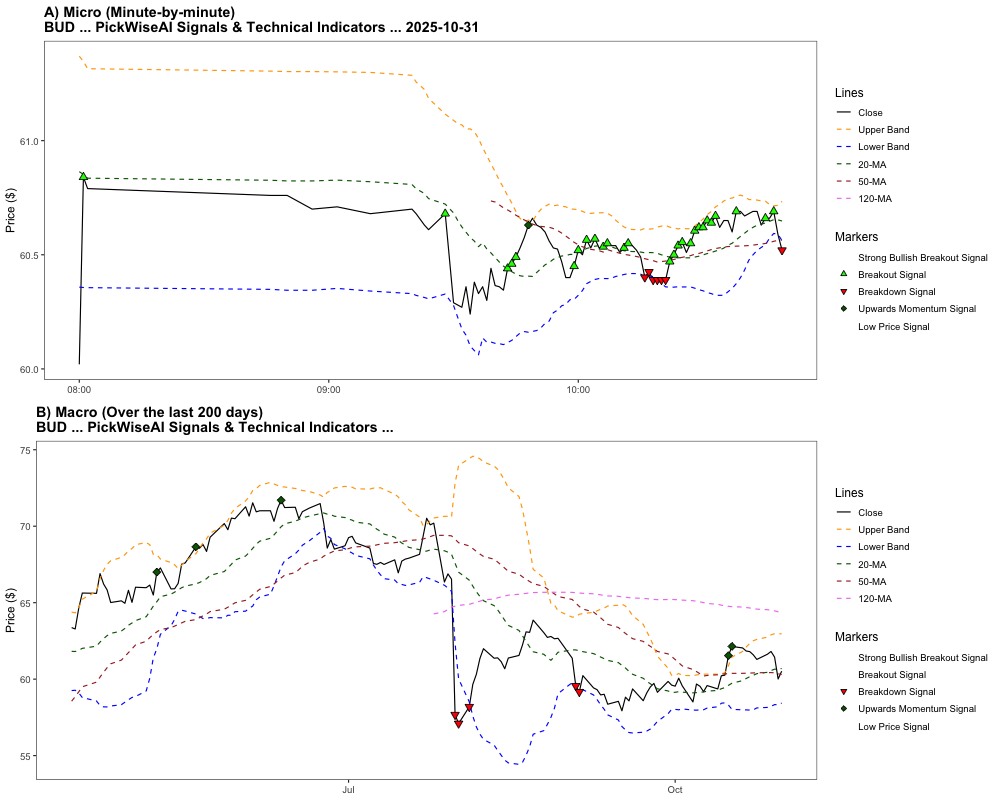 A) Micro (Minute-by-minute)
BUD ... PickWiseAI Signals & Technical Indicators ... 2025-10-31
Price ($)
61.0
60.5
60.0
08:00
09:00
10:00
Lines
Close
Upper Band
Lower Band
20-MA
50-MA
120-MA
Markers
Strong Bullish Breakout Signal
Breakout Signal
Breakdown Signal
Upwards Momentum Signal
Low Price Signal
B) Macro (Over the last 200 days)
BUD ... PickWiseAI Signals & Technical Indicators ...
Price ($)
75
70
65
60
55
Jul
Oct
Lines
Close
Upper Band
Lower Band
20-MA
50-MA
120-MA
Markers
Strong Bullish Breakout Signal
Breakout Signal
Breakdown Signal
Upwards Momentum Signal
Low Price Signal